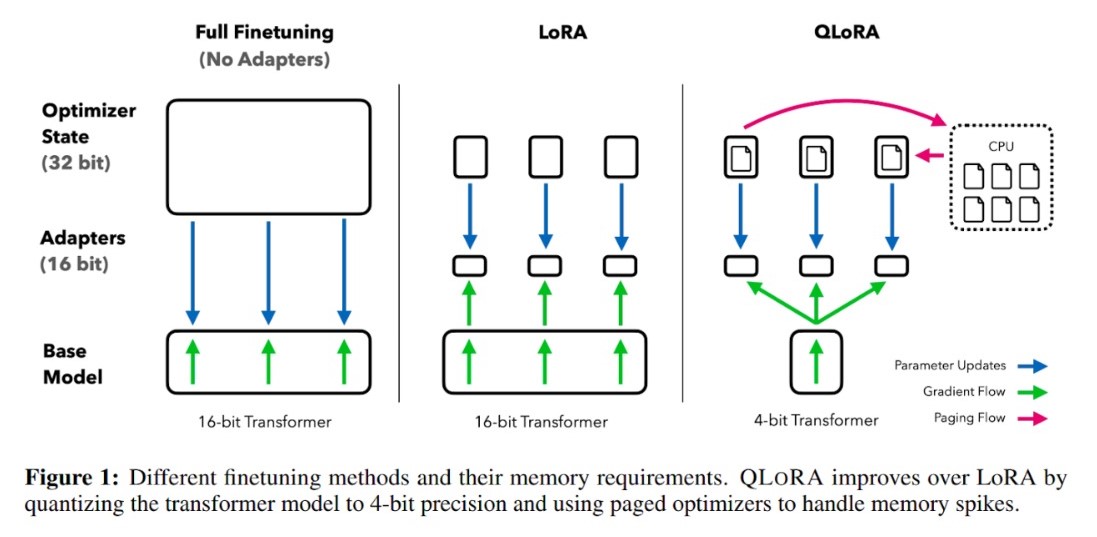 Full Finetuning
(No Adapters)
LoRA
QLoRA
Optimizer
State
(32 bit)
CPU
Adapters
(16 bit)
Base
Model
Parameter Updates
Gradient Flow
Paging Flow
16-bit Transformer
16-bit Transformer
4-bit Transformer
Figure 1: Different finetuning methods and their memory requirements. QLORA improves over LoRA by
quantizing the transformer model to 4-bit precision and using paged optimizers to handle memory spikes.